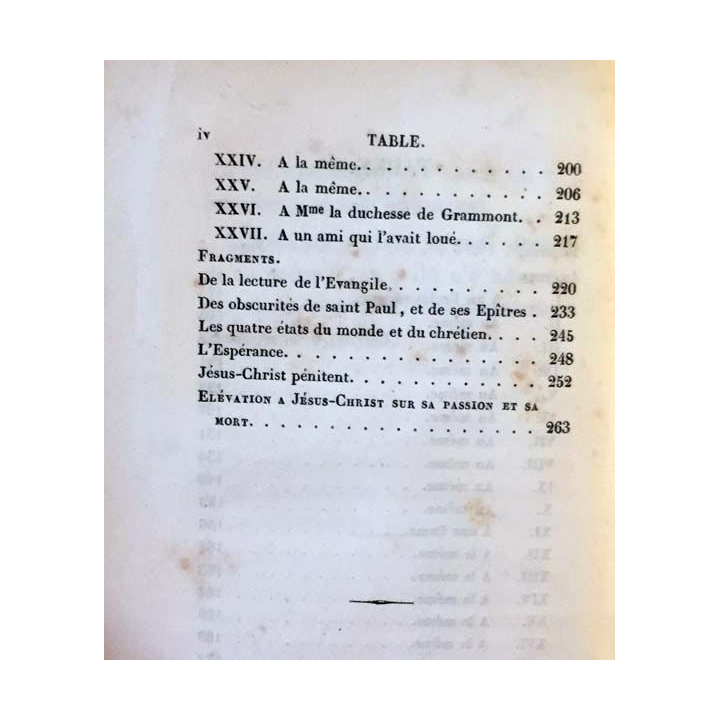 iv TABLE.
XXIV. A la même. . . . . . . . . . . . 200
XXV. A la même. . . . . . . . . . . . 206
XXVI. A Mme la duchesse de Grammont. . 213
XXVII. A un ami qui l'avait loué. . . . . . 217
FRAGMENTS.
De la lecture de l'Evangile. . . . . . . . . . 220
Des obscurités de saint Paul, et de ses Epîtres . 233
Les quatre états du monde et du chrétien. . . . 245
L'Espérance. . . . . . . . . . . . . . . . 248
Jésus-Christ pénitent. . . . . . . . . . . . 252
ELÉVATION A JÉSUS-CHRIST SUR SA PASSION ET SA
MORT. . . . . . . . . . . . . . . . . . 263